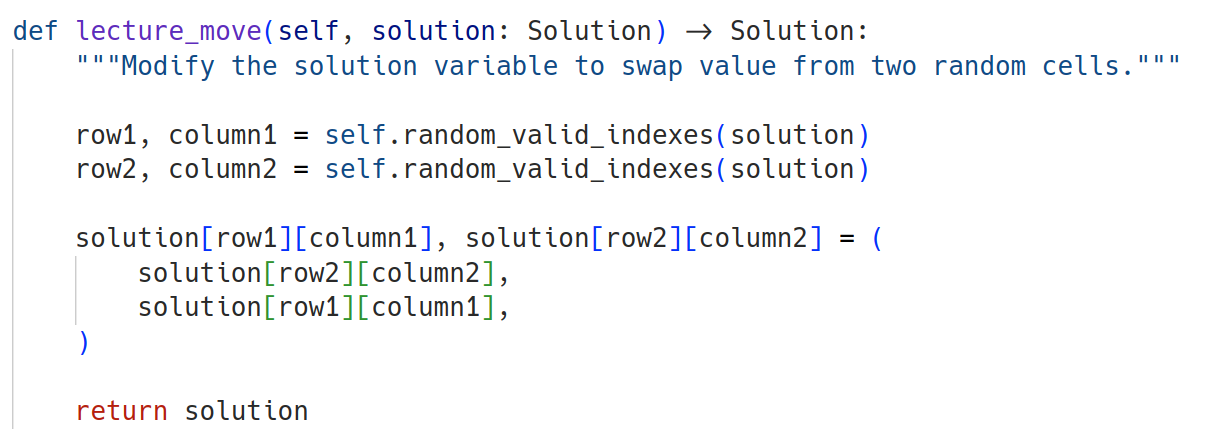 def lecture_move(self, solution: Solution) → Solution:
    """Modify the solution variable to swap value from two random cells."""

    row1, column1 = self.random_valid_indexes(solution)
    row2, column2 = self.random_valid_indexes(solution)

    solution[row1][column1], solution[row2][column2] = (
        solution[row2][column2],
        solution[row1][column1],
    )

    return solution